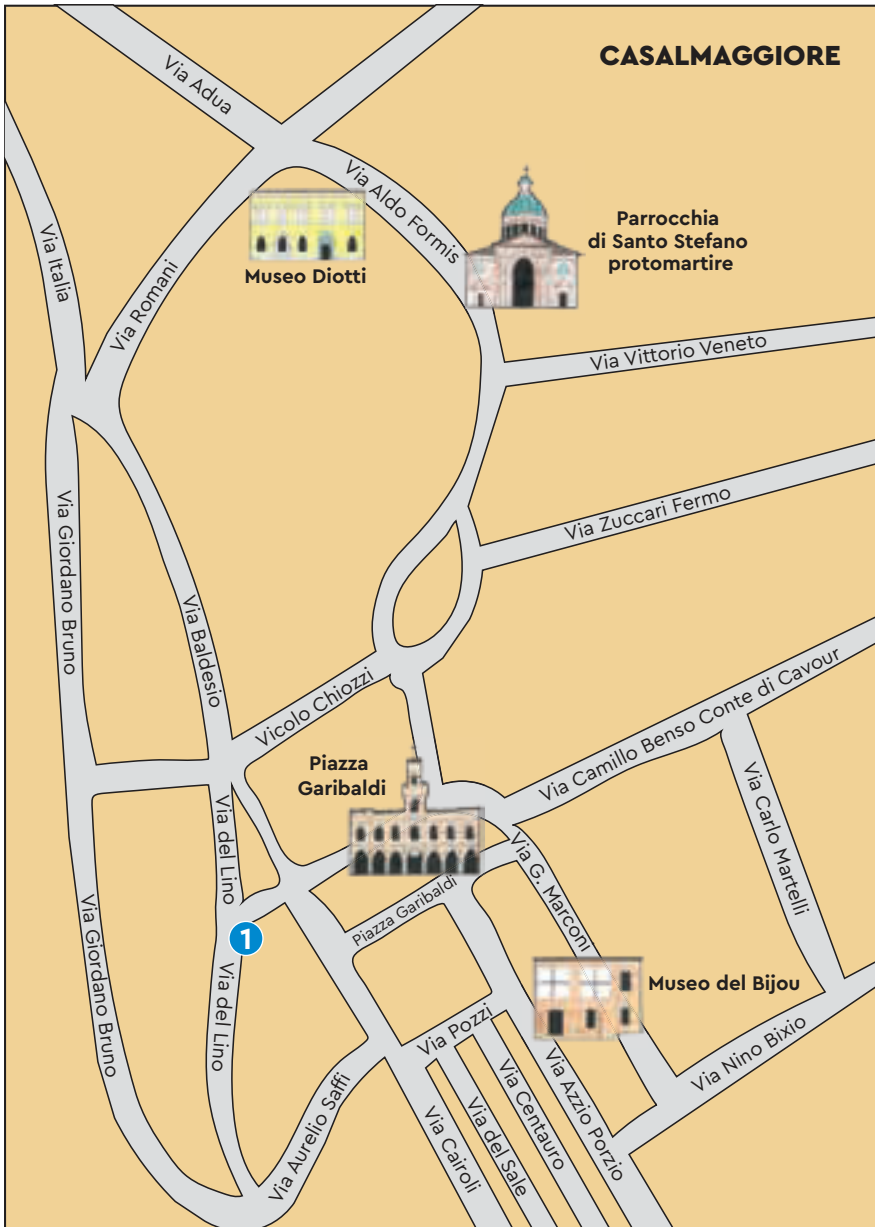 CASALMAGGIORE
Via Adua
Via Aldo Formis
Parrocchia
di Santo Stefano
protomartire
Museo Diotti
Via Italia
Via Romani
Via Vittorio Veneto
Via Zuccari Fermo
Via Giordano Bruno
Via Baldesio
Vicolo Chiozzi
Via Camillo Benso Conte di Cavour
Piazza
Garibaldi
Via Carlo Martelli
Via del Lino
Via G. Marconi
Piazza Garibaldi
1
Via Giordano Bruno
Via del Lino
Museo del Bijou
Via Pozzi
Via Nino Bixio
Via Aurelio Saffi
Via Cairoli
Via del Sale
Via Centauro
Via Azzio Porzio